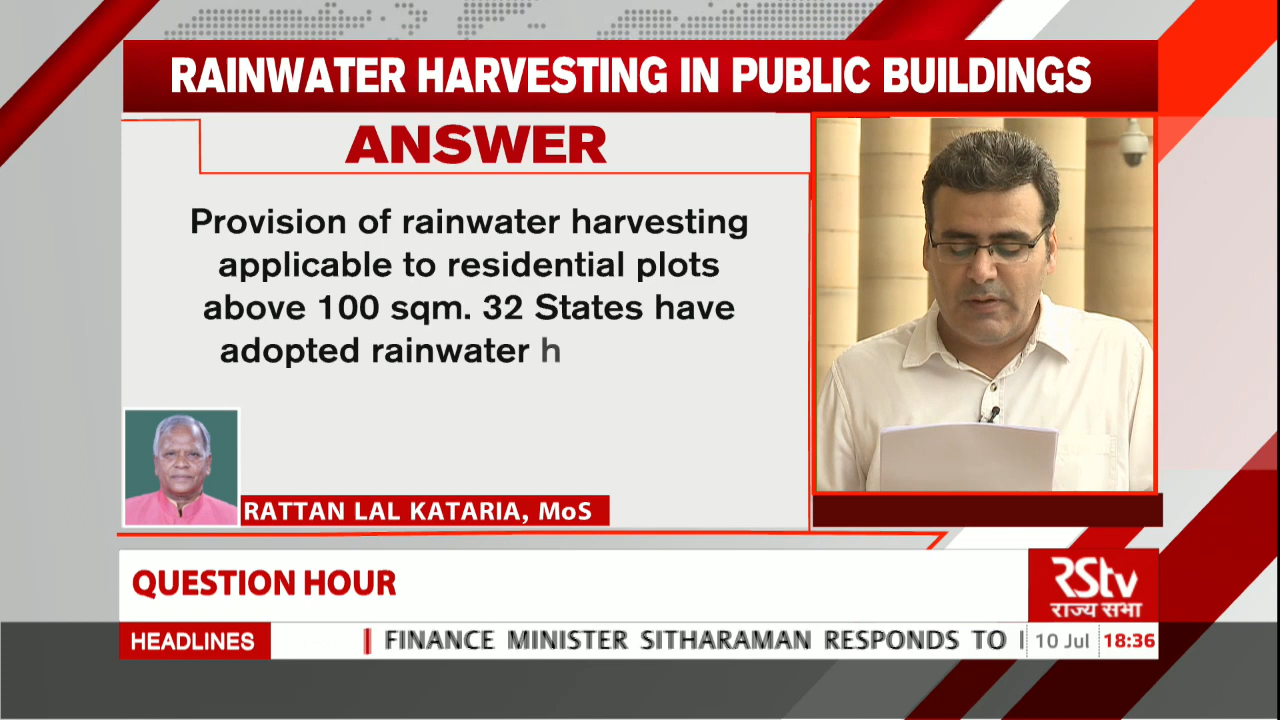 RAINWATER HARVESTING IN PUBLIC BUILDINGS
ANSWER
Provision of rainwater harvesting
applicable to residential plots
above 100 sqm. 32 States have
adopted rainwater h
RATTAN LAL KATARIA, MoS
QUESTION HOUR
RStv
राज्य सभा
HEADLINES
FINANCE MINISTER SITHARAMAN RESPONDS TO
10 Jul
18:36